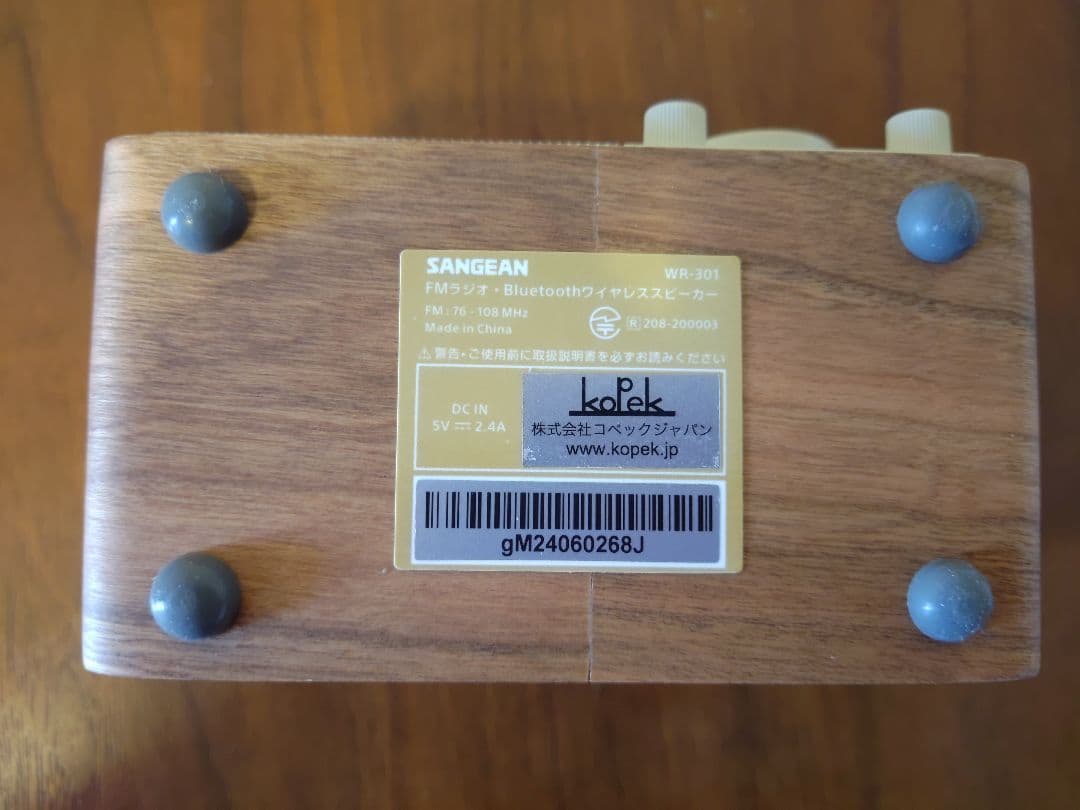 SANGEAN WR-301
FMラジオ・Bluetoothワイヤレススピーカー
FM : 76 - 108 MHz
Made in China
R 208-200003
⚠ 警告・ご使用前に取扱説明書を必ずお読みください
DC IN
5V ⎓ 2.4A
kopek
株式会社コペックジャパン
www.kopek.jp
gM24060268J